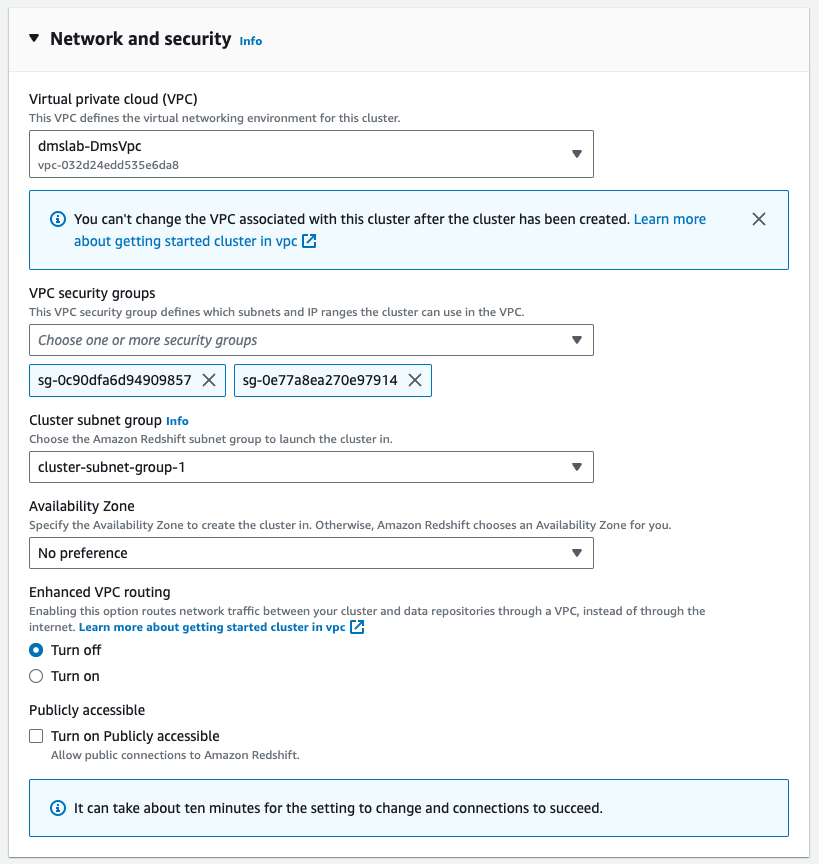 Network and security Info
Virtual private cloud (VPC)
This VPC defines the virtual networking environment for this cluster.
dmslab-DmsVpc
vpc-032d24edd535e6da8
You can't change the VPC associated with this cluster after the cluster has been created. Learn more
about getting started cluster in vpc
VPC security groups
This VPC security group defines which subnets and IP ranges the cluster can use in the VPC.
Choose one or more security groups
sg-0c90dfa6d94909857 sg-0e77a8ea270e97914
Cluster subnet group Info
Choose the Amazon Redshift subnet group to launch the cluster in.
cluster-subnet-group-1
Availability Zone
Specify the Availability Zone to create the cluster in. Otherwise, Amazon Redshift chooses an Availability Zone for you.
No preference
Enhanced VPC routing
Enabling this option routes network traffic between your cluster and data repositories through a VPC, instead of through the
internet. Learn more about getting started cluster in vpc
Turn off
Turn on
Publicly accessible
Turn on Publicly accessible
Allow public connections to Amazon Redshift.
It can take about ten minutes for the setting to change and connections to succeed.